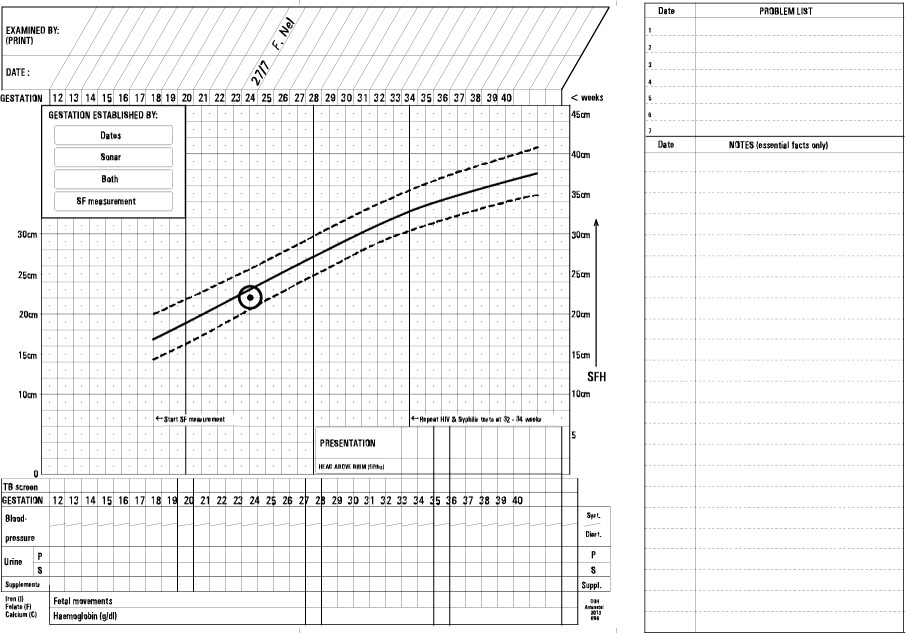 EXAMINED BY:
(PRINT)
F. Nel
DATE :
27/7
GESTATION 12 13 14 15 16 17 18 19 20 21 22 23 24 25 26 27 28 29 30 31 32 33 34 35 36 37 38 39 40 < weeks
GESTATION ESTABLISHED BY:
Dates
Sonar
Both
SF measurement
45cm
40cm
35cm
30cm 30cm
25cm 25cm
20cm 20cm
15cm 15cm
SFH
10cm 10cm
←Start SF measurement
←Repeat HIV & Syphilis tests at 32 - 34 weeks
5
PRESENTATION
HEAD ABOVE BRIM (fifths)
0
TB screen
GESTATION 12 13 14 15 16 17 18 19 20 21 22 23 24 25 26 27 28 29 30 31 32 33 34 35 36 37 38 39 40
Blood- Syst.
pressure Diast.
Urine P P
S S
Supplements Suppl.
Iron (I)
Folate (F)
Calcium (C)
Fetal movements
Haemoglobin (g/dl)
DOH
Antenatal
2013
Date PROBLEM LIST
1
2
3
4
5
6
7
Date NOTES (essential facts only)